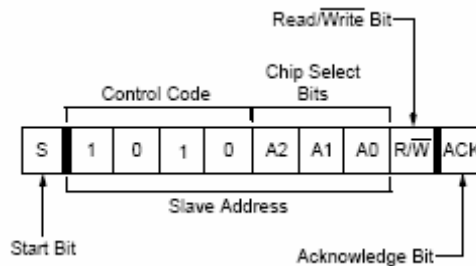 Read/Write Bit
Chip Select
Control Code Bits
S 1 0 1 0 A2 A1 A0 R/W ACK
Slave Address
Start Bit
Acknowledge Bit